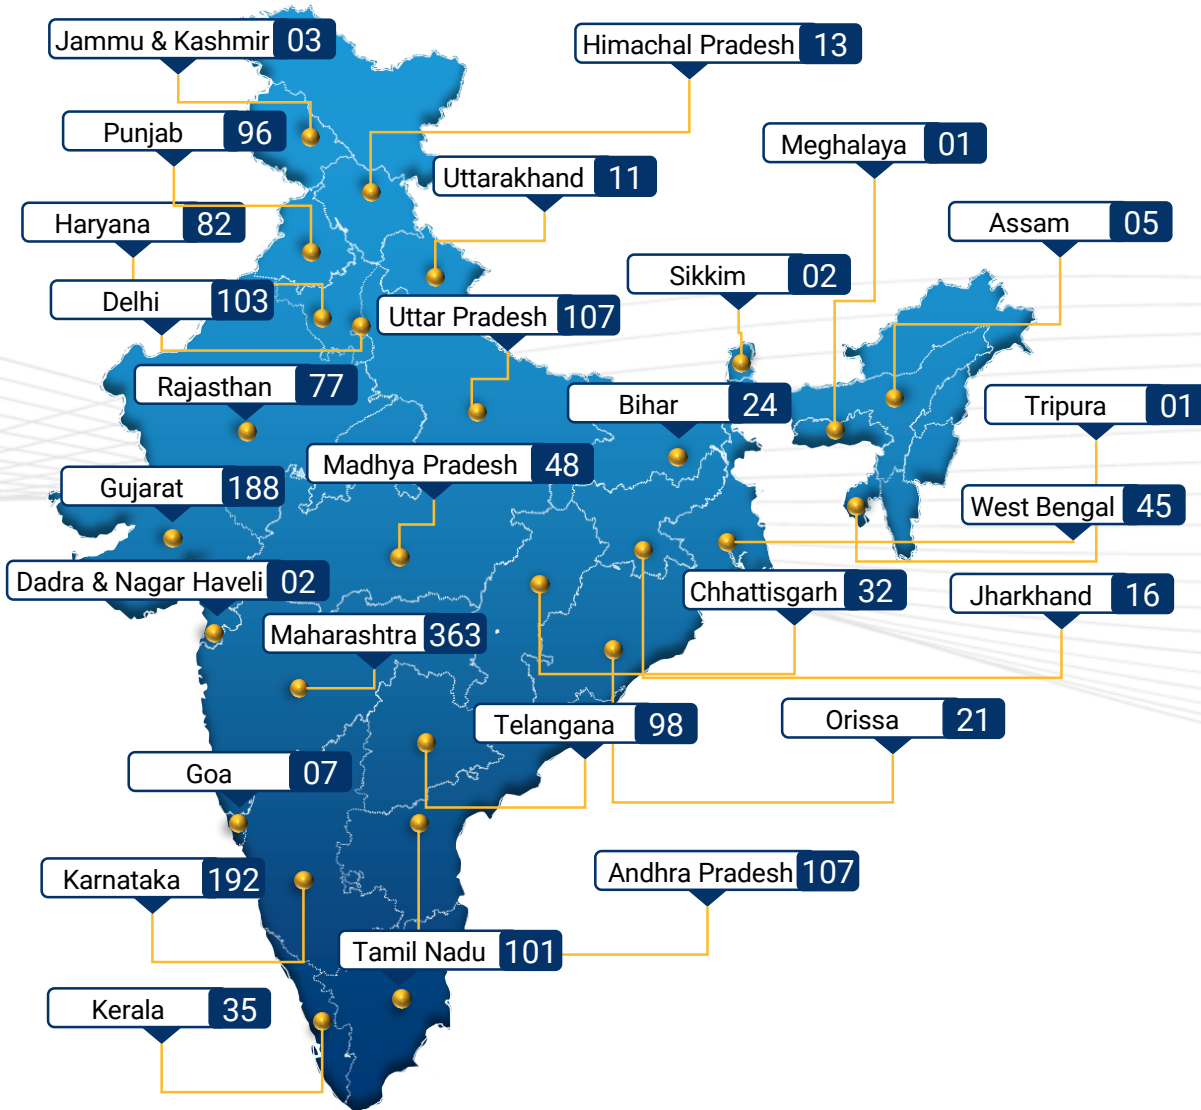 Jammu & Kashmir 03
Himachal Pradesh 13
Punjab 96
Meghalaya 01
Uttarakhand 11
Haryana 82
Assam 05
Sikkim 02
Delhi 103
Uttar Pradesh 107
Rajasthan 77
Bihar 24
Tripura 01
Madhya Pradesh 48
Gujarat 188
West Bengal 45
Dadra & Nagar Haveli 02
Chhattisgarh 32
Jharkhand 16
Maharashtra 363
Telangana 98
Orissa 21
Goa 07
Karnataka 192
Andhra Pradesh 107
Tamil Nadu 101
Kerala 35